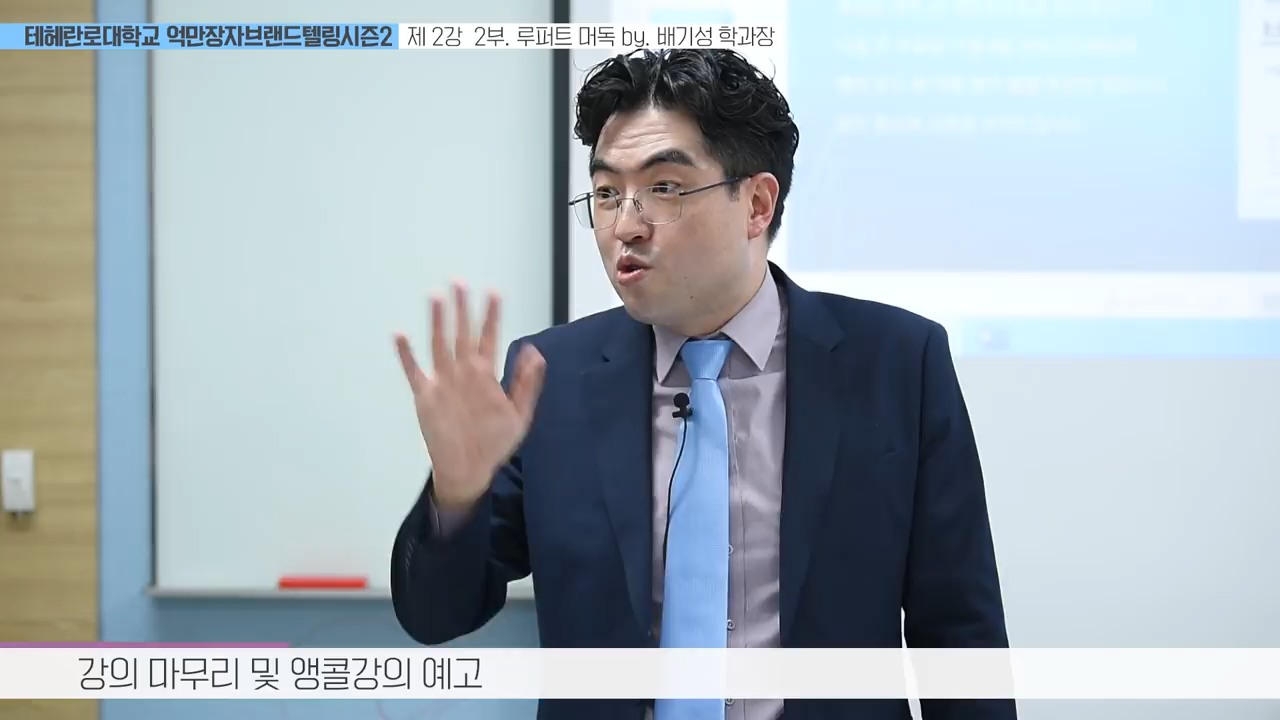 테헤란로대학교 억만장자브랜드텔링시즌2 제 2강 2부. 루퍼트 머독 by. 배기성 학과장
강의 마무리 및 앵콜강의 예고